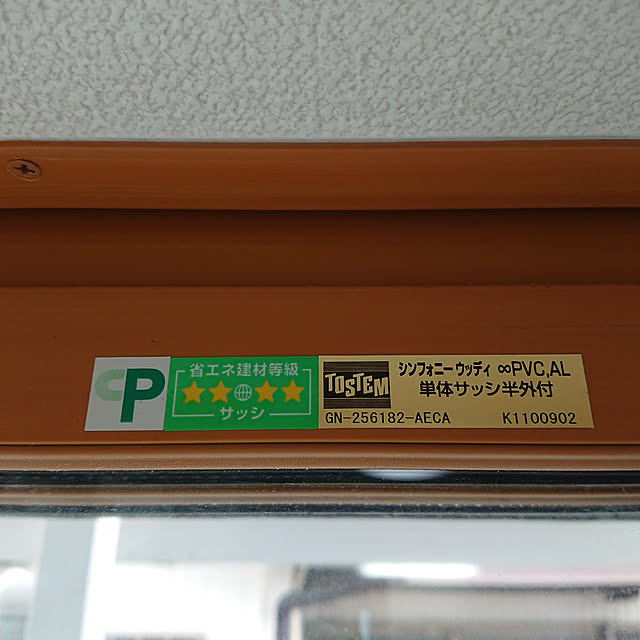 CP
省エネ建材等級
サッシ
TOSTEM
シンフォニーウッディ ∞PVC,AL
単体サッシ半外付
GN-256182-AECA K1100902